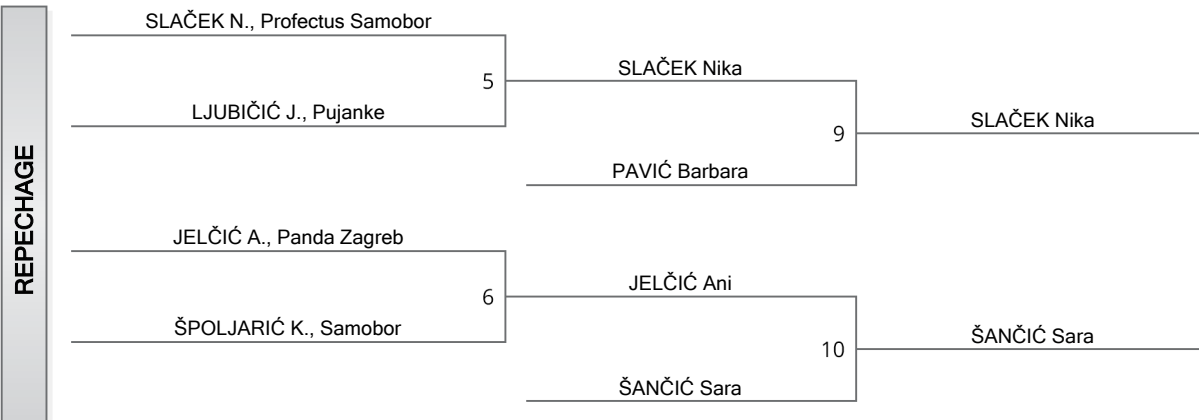 REPECHAGE
SLAČEK N., Profectus Samobor
5
LJUBIČIĆ J., Pujanke
SLAČEK Nika
9
PAVIĆ Barbara
SLAČEK Nika
JELČIĆ A., Panda Zagreb
6
ŠPOLJARIĆ K., Samobor
JELČIĆ Ani
10
ŠANČIĆ Sara
ŠANČIĆ Sara